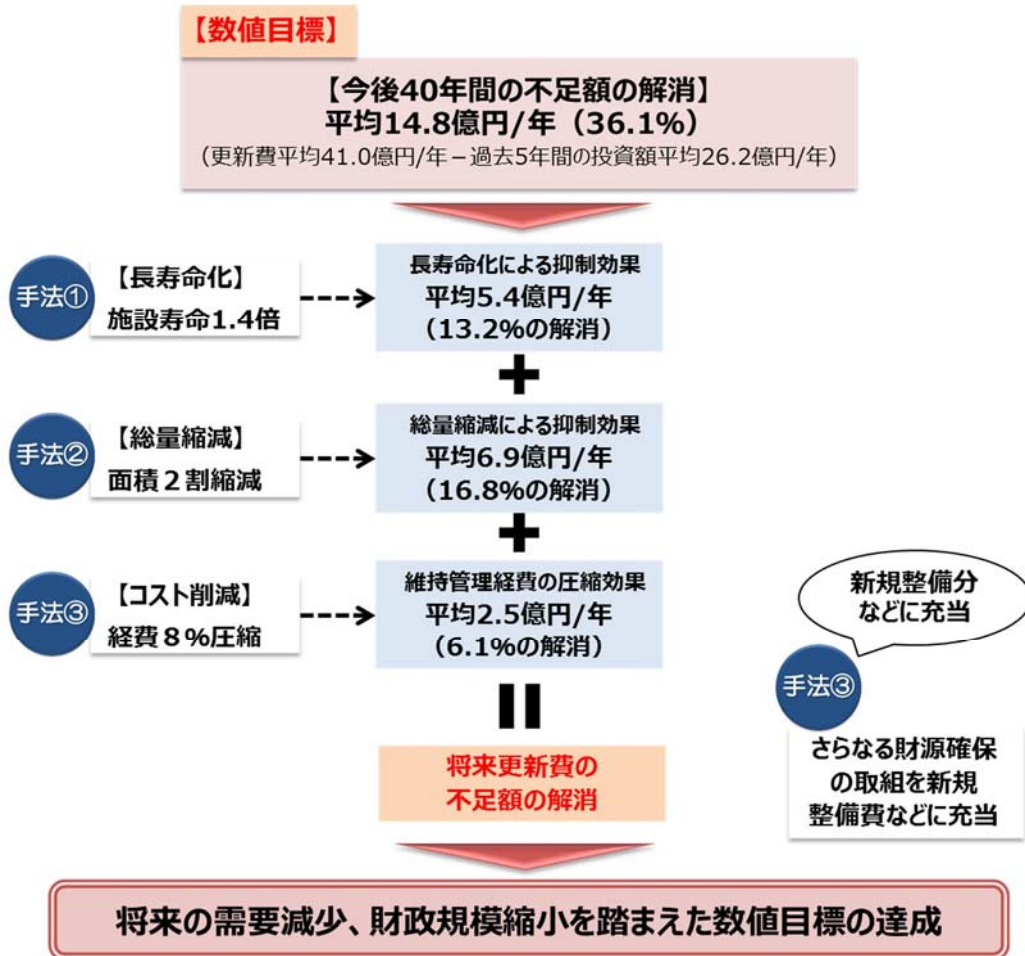 【数値目標】
【今後40年間の不足額の解消】
平均14.8億円/年（36.1%）
（更新費平均41.0億円/年－過去5年間の投資額平均26.2億円/年）
手法①
【長寿命化】
施設寿命1.4倍
長寿命化による抑制効果
平均5.4億円/年
（13.2%の解消）
+
手法②
【総量縮減】
面積２割縮減
総量縮減による抑制効果
平均6.9億円/年
（16.8%の解消）
+
手法③
【コスト削減】
経費８％圧縮
維持管理経費の圧縮効果
平均2.5億円/年
（6.1%の解消）
新規整備分
などに充当
手法③
さらなる財源確保
の取組を新規
整備費などに充当
将来更新費の
不足額の解消
将来の需要減少、財政規模縮小を踏まえた数値目標の達成